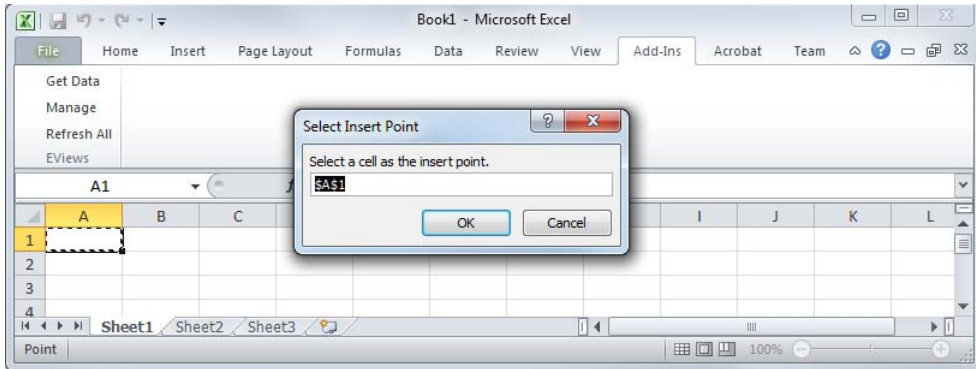 Book1 - Microsoft Excel
File Home Insert Page Layout Formulas Data Review View Add-Ins Acrobat Team
Get Data
Manage
Refresh All
EViews
Select Insert Point
Select a cell as the insert point.
$A$1
OK Cancel
A1
A B C I J K L
1
2
3
4
Sheet1 Sheet2 Sheet3
Point 100%